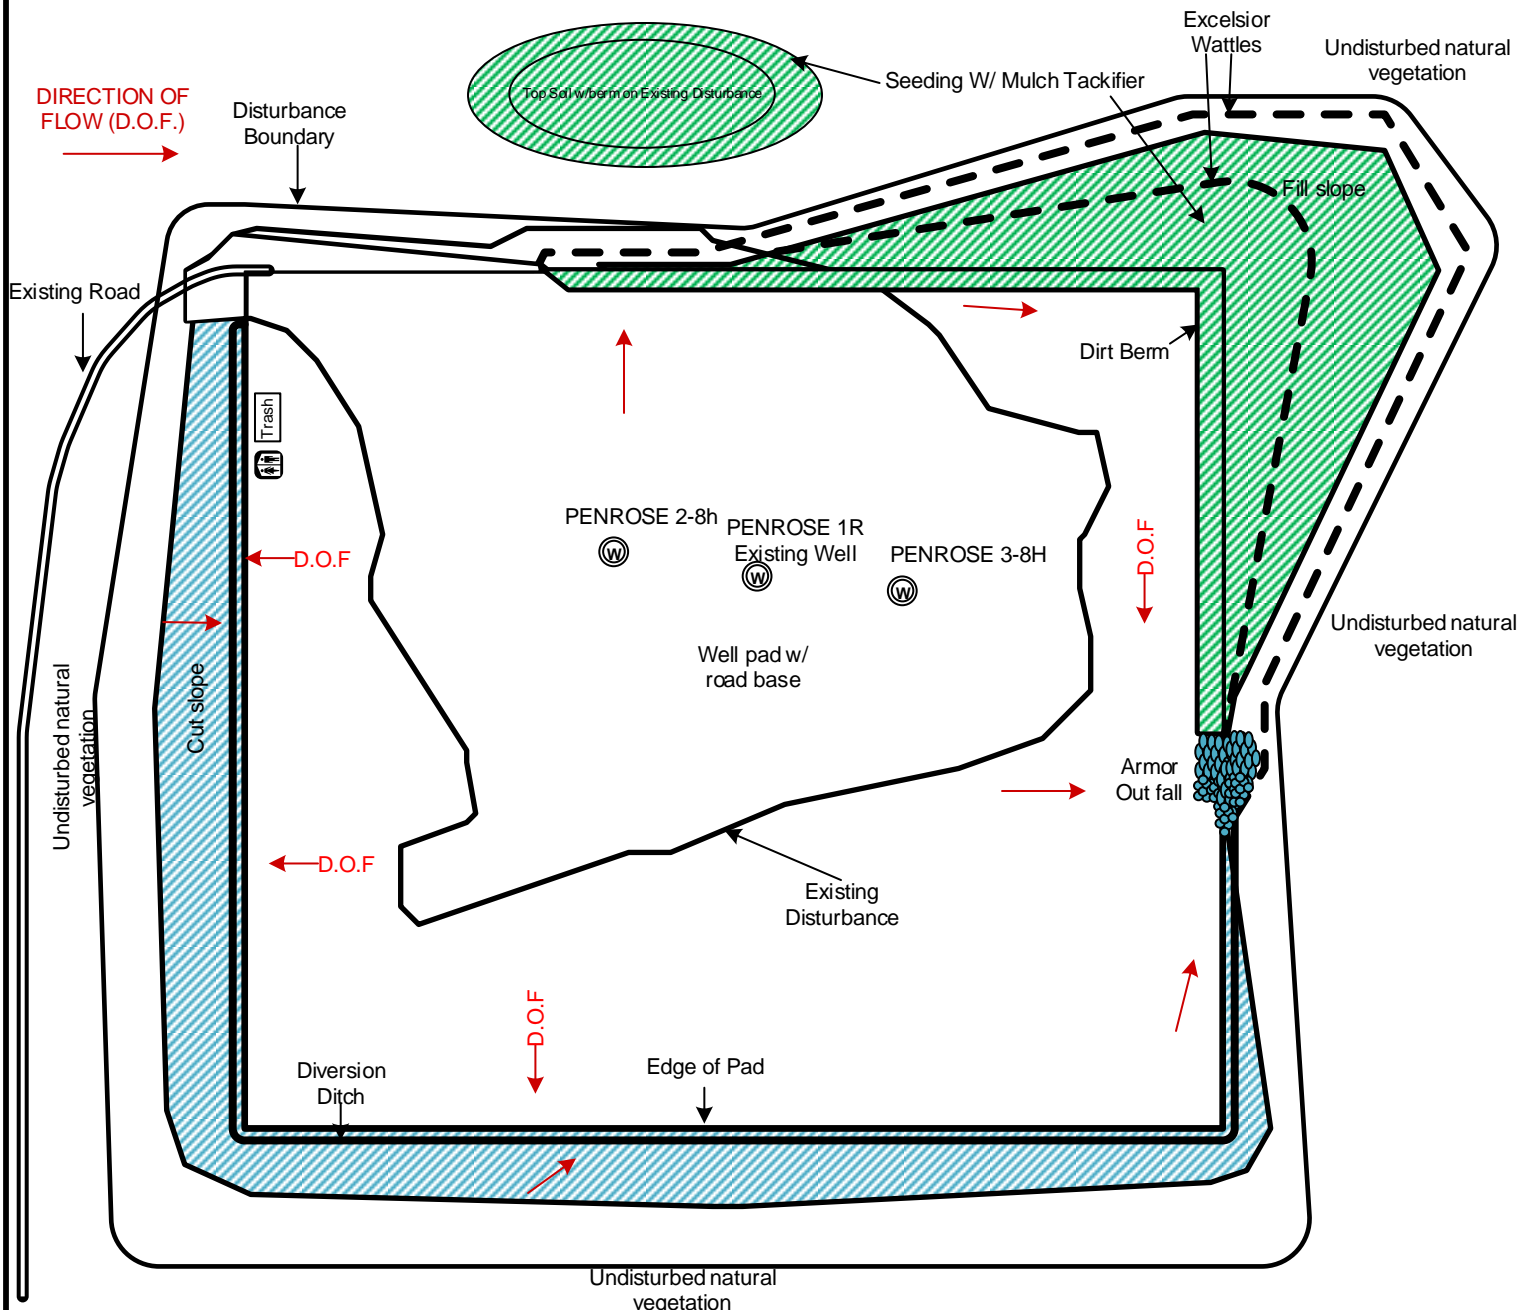 Excelsior
Wattles
Undisturbed natural
vegetation
Seeding W/ Mulch Tackifier
Top Soil w/berm on Existing Disturbance
DIRECTION OF
FLOW (D.O.F.)
Disturbance
Boundary
Fill slope
Existing Road
Dirt Berm
Trash
PENROSE 2-8h
PENROSE 1R
Existing Well
PENROSE 3-8H
W
W
W
D.O.F
D.O.F
Undisturbed natural
vegetation
Well pad w/
road base
Cut slope
Undisturbed natural
vegetation
Armor
Out fall
D.O.F
Existing
Disturbance
D.O.F
Diversion
Ditch
Edge of Pad
Undisturbed natural
vegetation